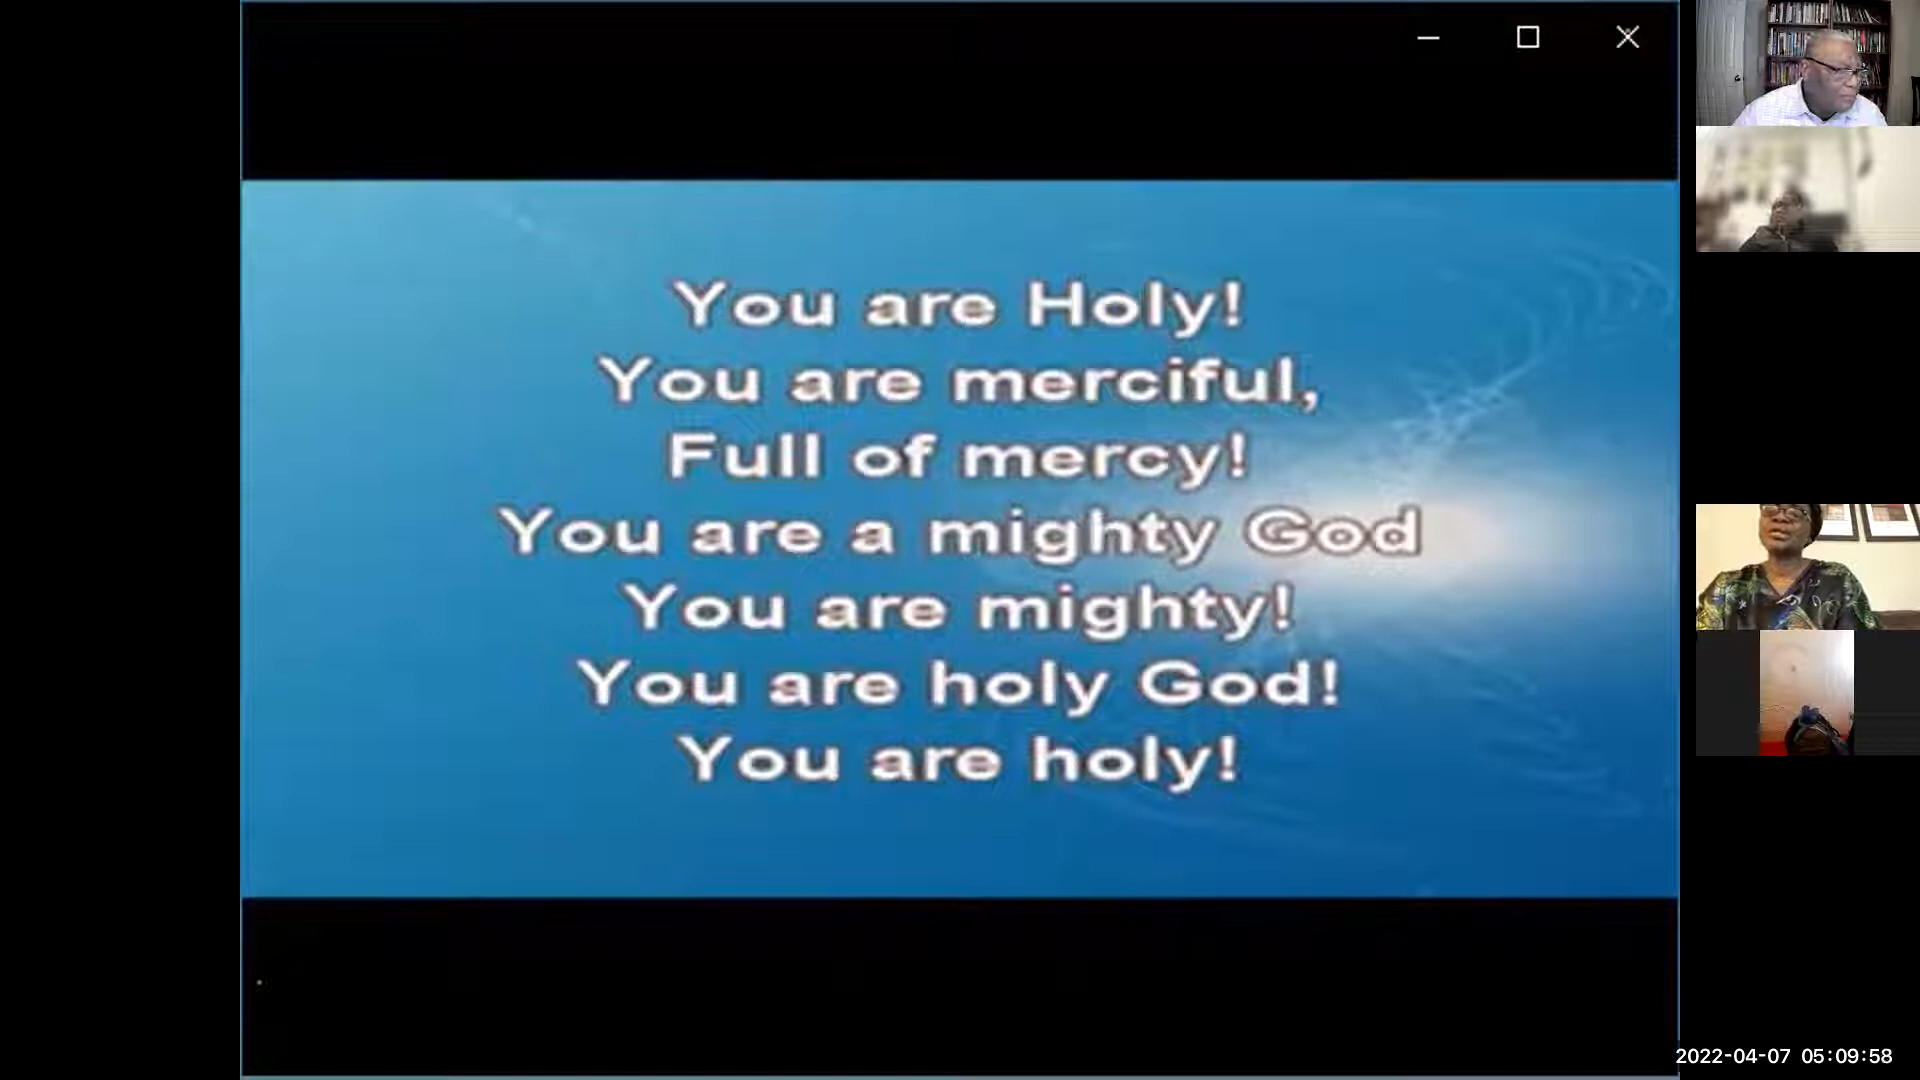 You are Holy!
You are merciful,
Full of mercy!
You are a mighty God
You are mighty!
You are holy God!
You are holy!
2022-04-07 05:09:58